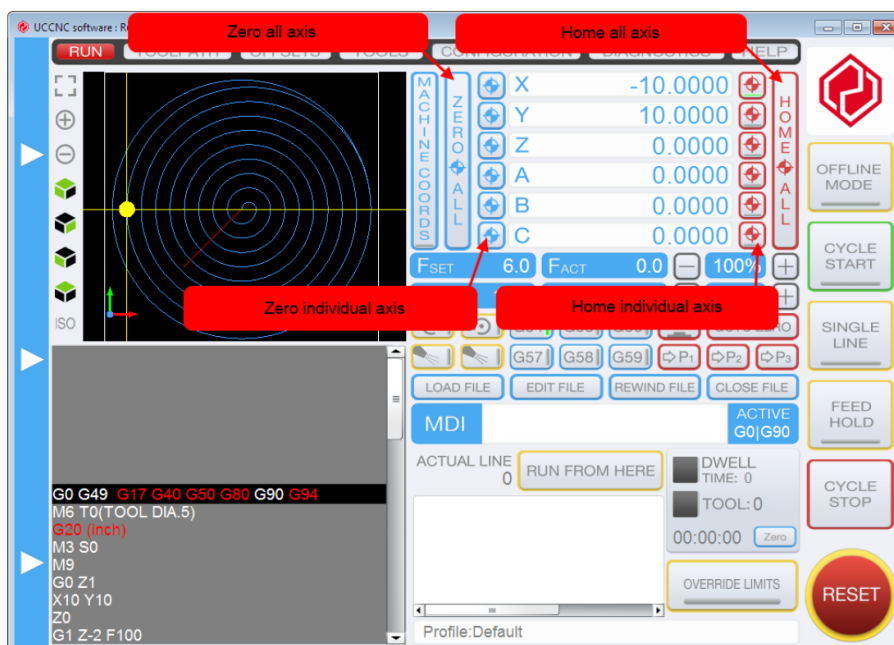 UCCNC software : R
Zero all axis
Home all axis
RUN
CONFIGURATION
HELP
MACHINE COORDS
ZERO ALL
X -10.0000
Y 10.0000
Z 0.0000
A 0.0000
B 0.0000
C 0.0000
HOME ALL
FSET 6.0 FACT 0.0 100%
Zero individual axis
Home individual axis
ISO
G57 G58 G59 P1 P2 P3
LOAD FILE EDIT FILE REWIND FILE CLOSE FILE
MDI
ACTIVE
G0|G90
ACTUAL LINE
0
RUN FROM HERE
DWELL
TIME: 0
TOOL:0
00:00:00 Zero
OVERRIDE LIMITS
Profile:Default
G0 G49 G17 G40 G50 G80 G90 G94
M6 T0(TOOL DIA.5)
G20 (inch)
M3 S0
M9
G0 Z1
X10 Y10
Z0
G1 Z-2 F100
OFFLINE
MODE
CYCLE
START
SINGLE
LINE
FEED
HOLD
CYCLE
STOP
RESET